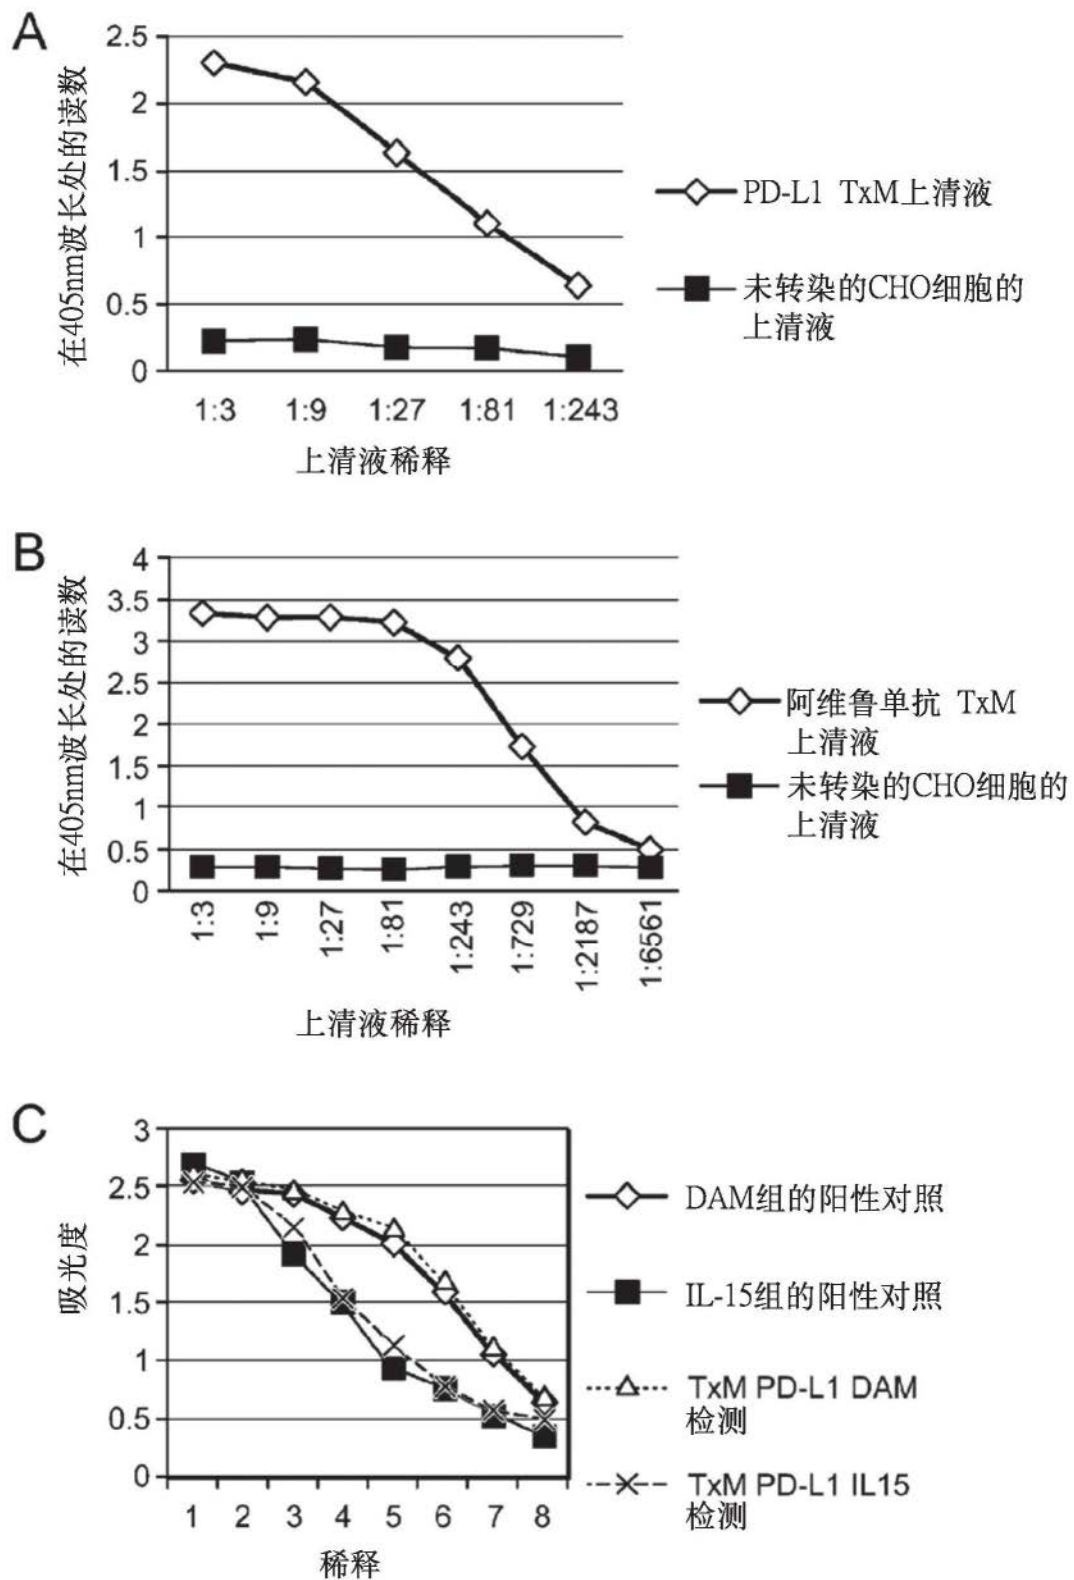 A
在405nm波长处的读数
2.5
2
1.5
1
0.5
0
1:3 1:9 1:27 1:81 1:243
上清液稀释
PD-L1 TxM上清液
未转染的CHO细胞的
上清液
B
在405nm波长处的读数
4
3.5
3
2.5
2
1.5
1
0.5
0
1:3 1:9 1:27 1:81 1:243 1:729 1:2187 1:6561
上清液稀释
阿维鲁单抗 TxM
上清液
未转染的CHO细胞的
上清液
C
吸光度
3
2.5
2
1.5
1
0.5
0
1 2 3 4 5 6 7 8
稀释
DAM组的阳性对照
IL-15组的阳性对照
TxM PD-L1 DAM
检测
TxM PD-L1 IL15
检测